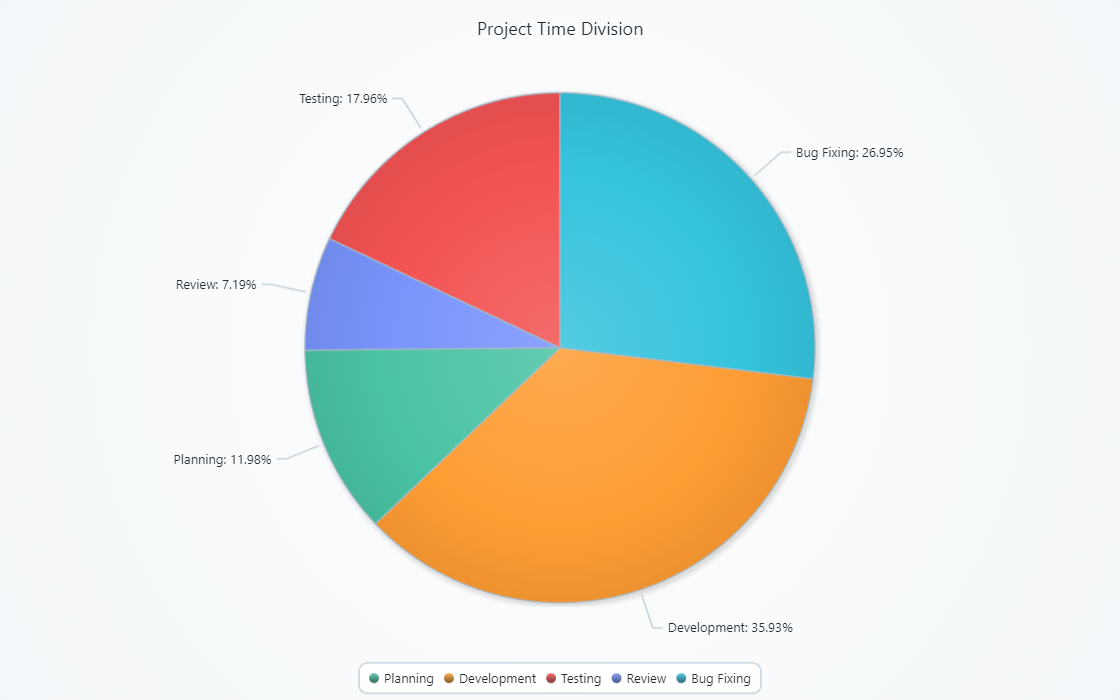 Project Time Division
Testing: 17.96%
Bug Fixing: 26.95%
Review: 7.19%
Planning: 11.98%
Development: 35.93%
Planning Development Testing Review Bug Fixing